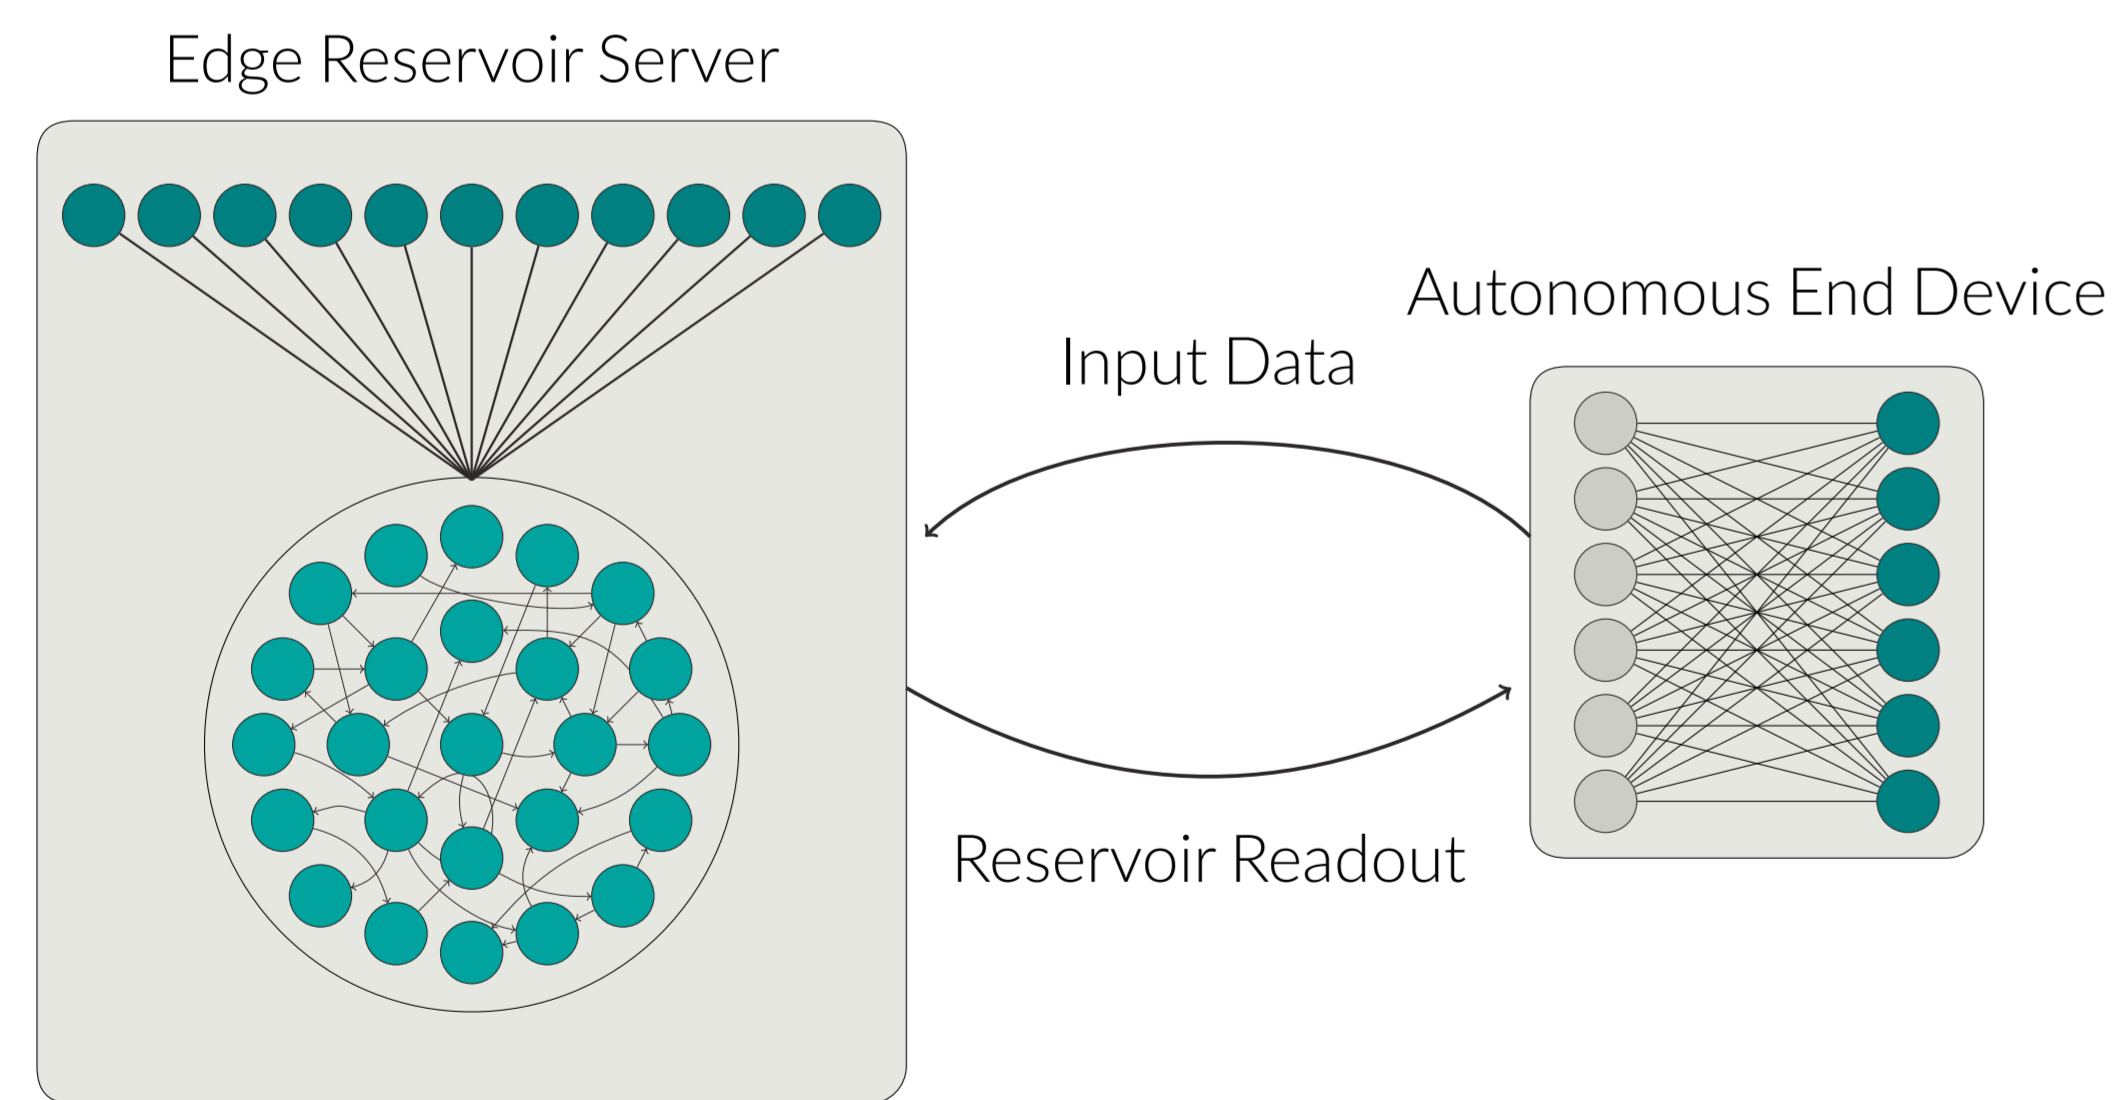 Edge Reservoir Server
Autonomous End Device
Input Data
Reservoir Readout